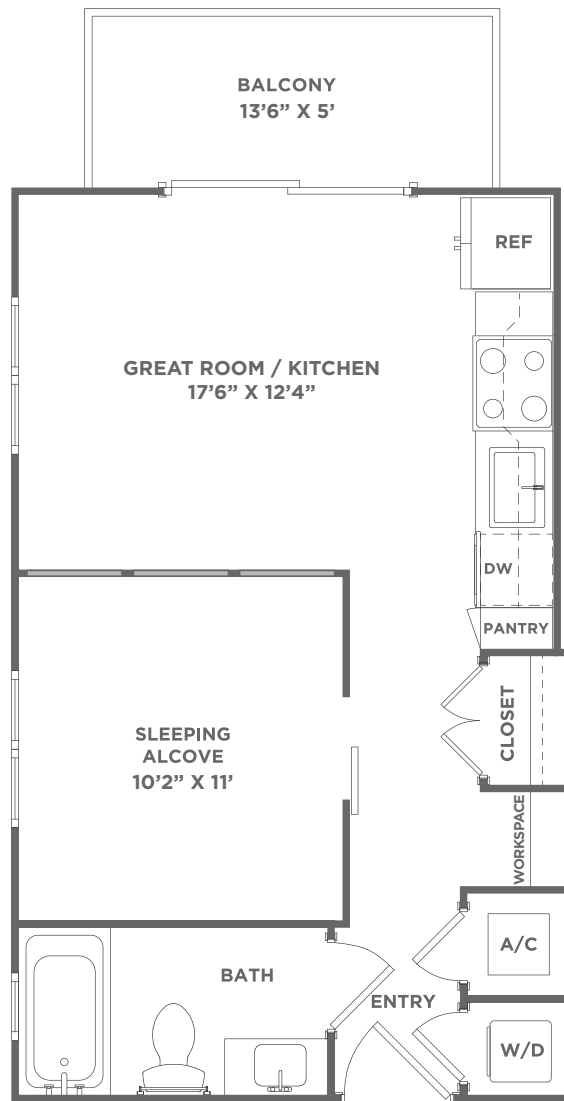 BALCONY
13’6” X 5’
REF
GREAT ROOM / KITCHEN
17’6” X 12’4”
DW
PANTRY
CLOSET
SLEEPING
ALCOVE
10’2” X 11’
WORKSPACE
A/C
BATH
ENTRY
W/D